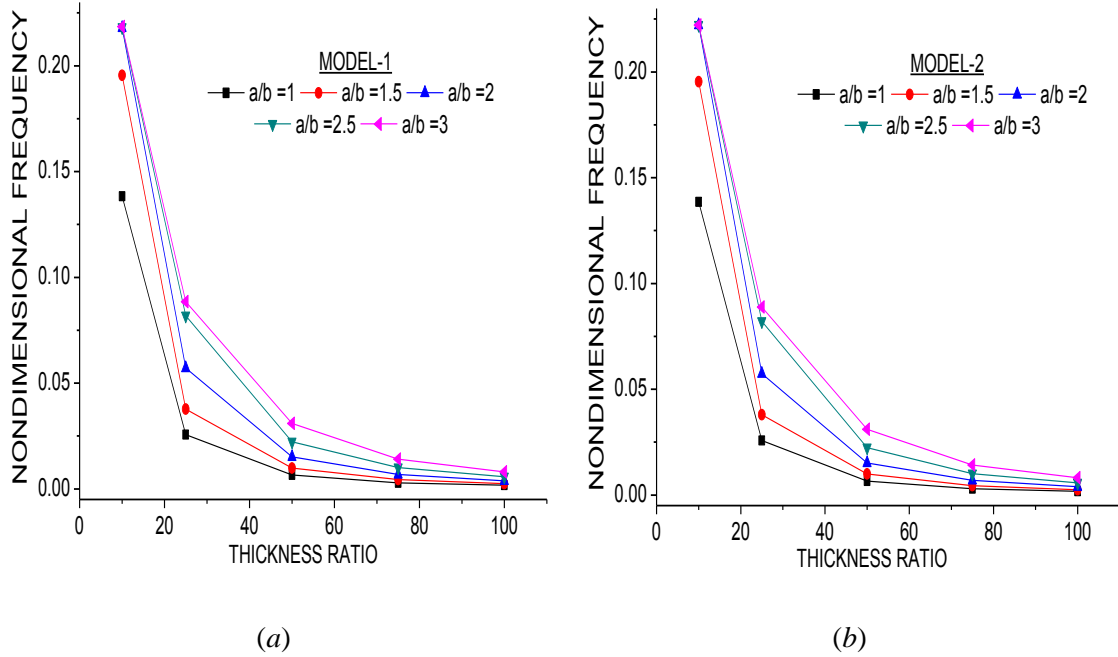 NONDIMENSIONAL FREQUENCY
0.20
0.15
0.10
0.05
0.00
MODEL-1
a/b =1 a/b =1.5 a/b =2
a/b =2.5 a/b =3
0 20 40 60 80 100
THICKNESS RATIO
(a)
NONDIMENSIONAL FREQUENCY
0.20
0.15
0.10
0.05
0.00
MODEL-2
a/b =1 a/b =1.5 a/b =2
a/b =2.5 a/b =3
0 20 40 60 80 100
THICKNESS RATIO
(b)